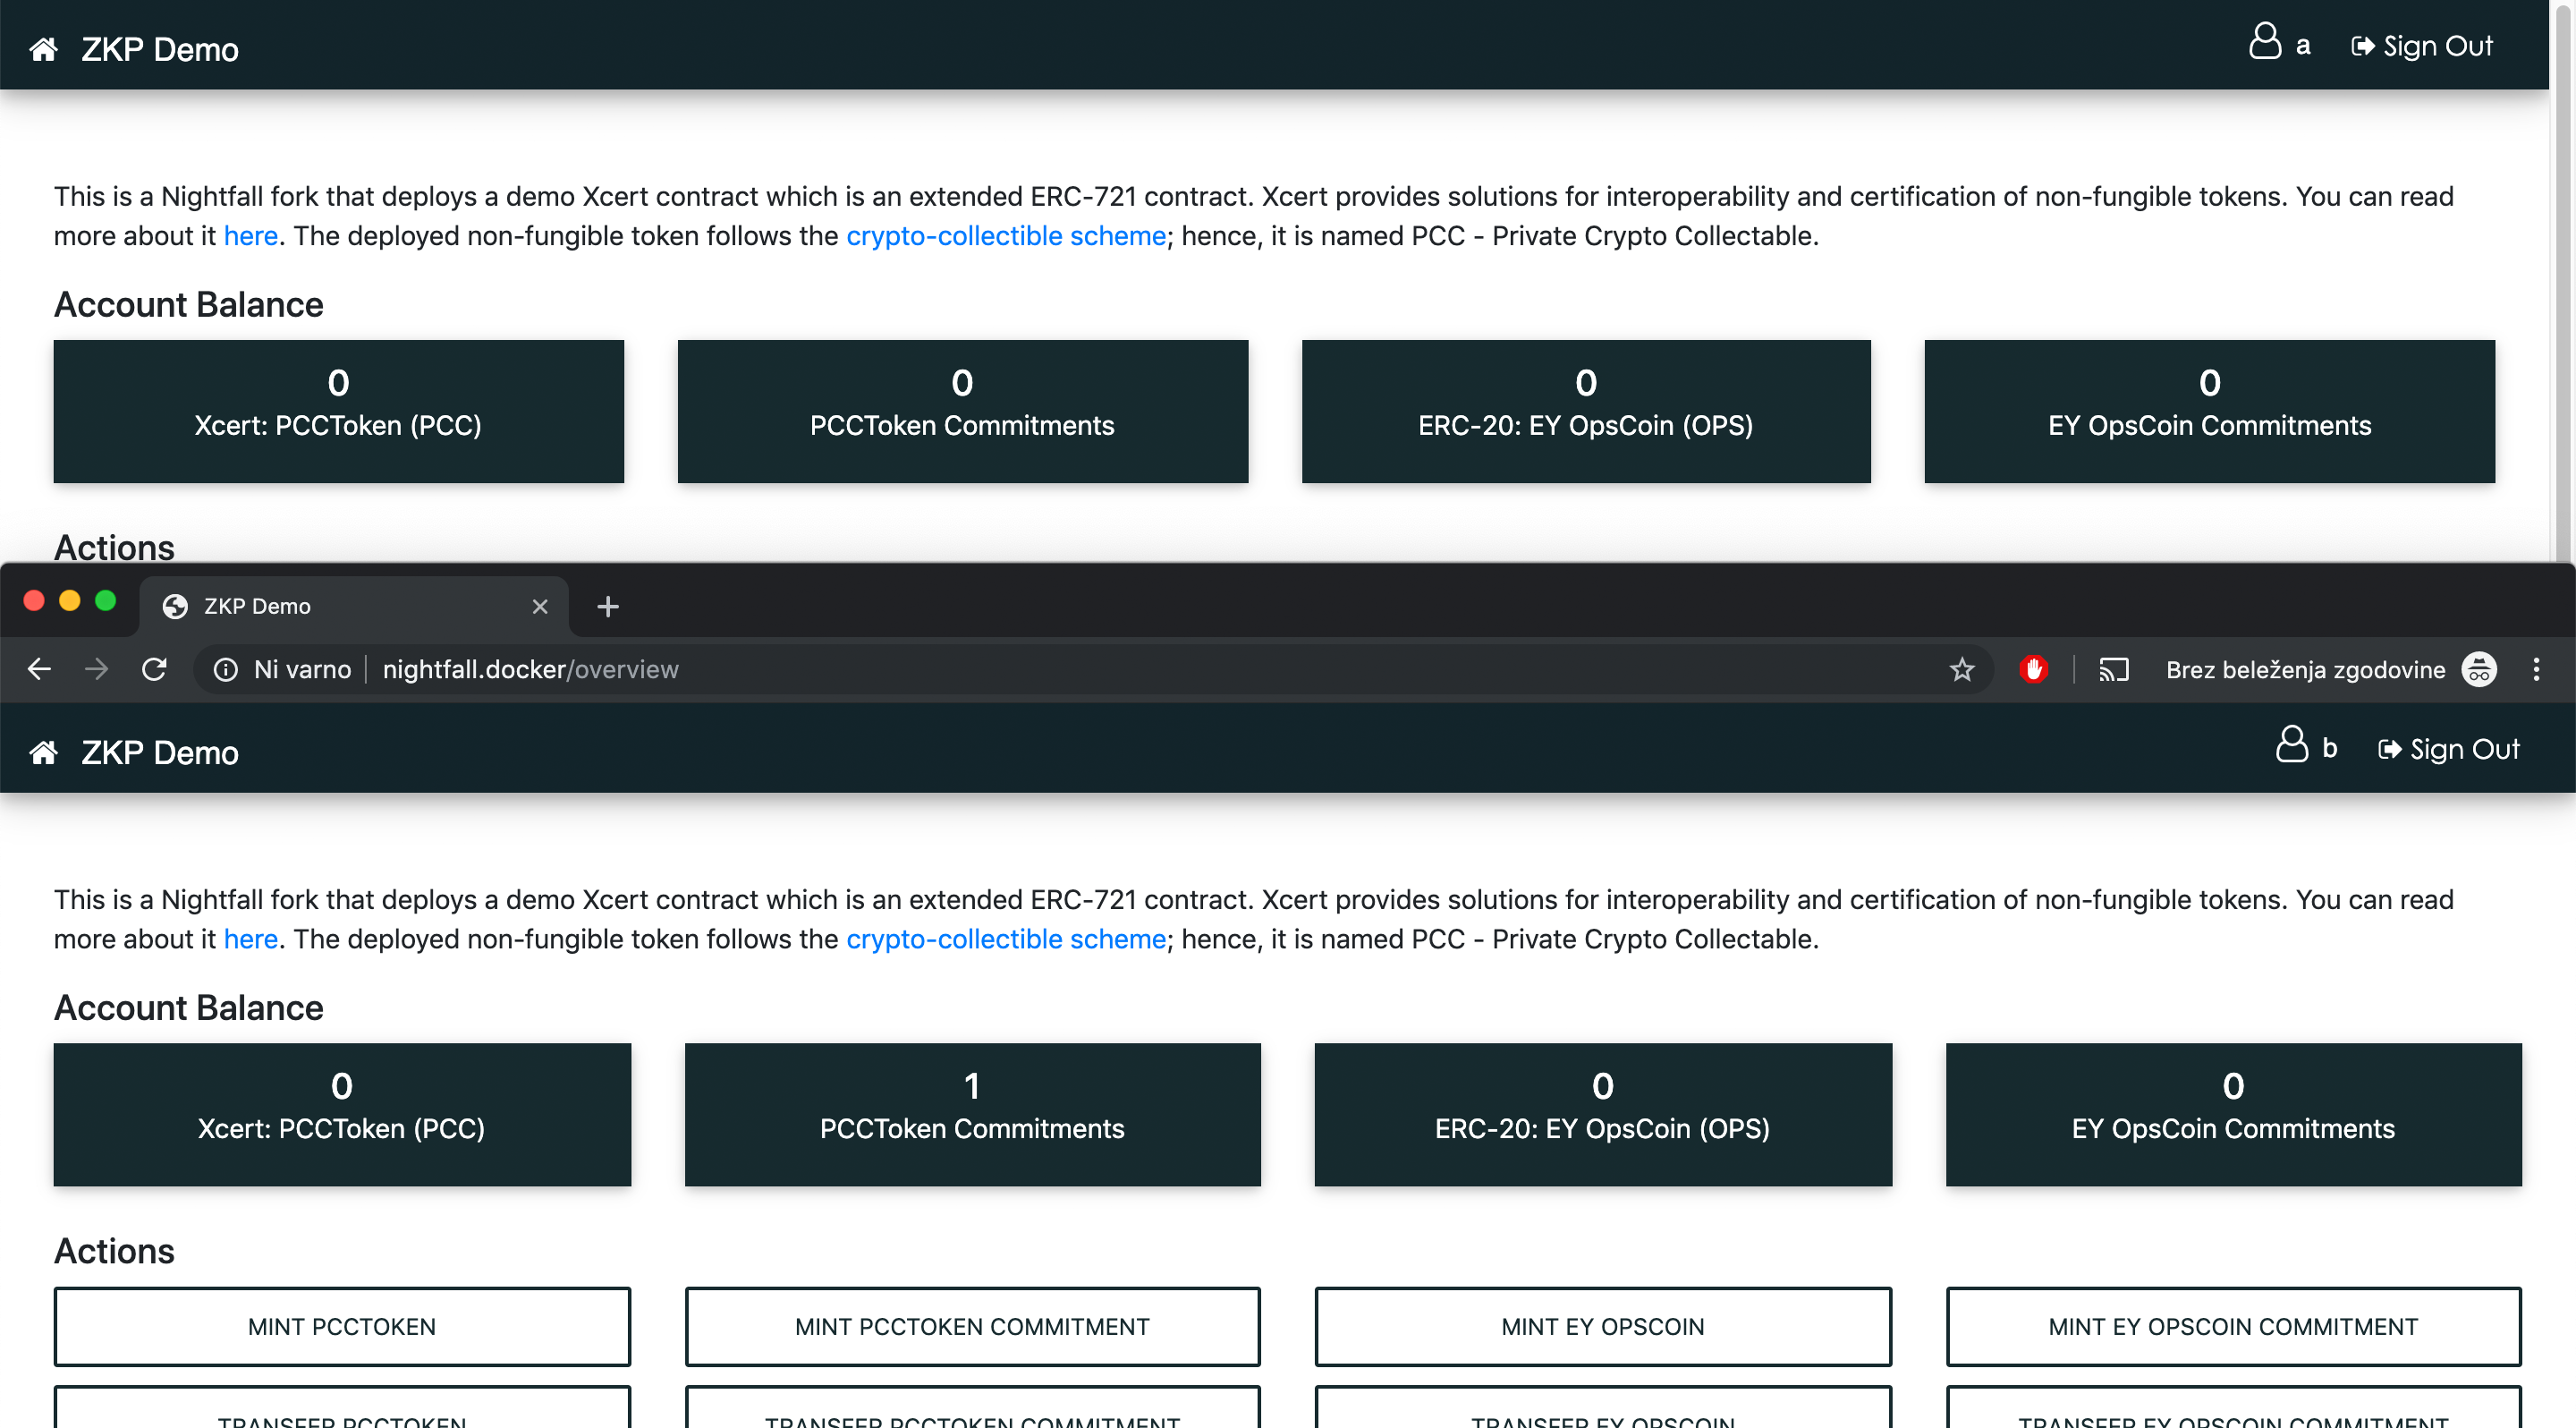 ZKP Demo
a Sign Out
This is a Nightfall fork that deploys a demo Xcert contract which is an extended ERC-721 contract. Xcert provides solutions for interoperability and certification of non-fungible tokens. You can read
more about it here. The deployed non-fungible token follows the crypto-collectible scheme; hence, it is named PCC - Private Crypto Collectable.
Account Balance
0
Xcert: PCCToken (PCC)
0
PCCToken Commitments
0
ERC-20: EY OpsCoin (OPS)
0
EY OpsCoin Commitments
Actions
ZKP Demo
Ni varno nightfall.docker/overview
Brez beleženja zgodovine
ZKP Demo
b Sign Out
This is a Nightfall fork that deploys a demo Xcert contract which is an extended ERC-721 contract. Xcert provides solutions for interoperability and certification of non-fungible tokens. You can read
more about it here. The deployed non-fungible token follows the crypto-collectible scheme; hence, it is named PCC - Private Crypto Collectable.
Account Balance
0
Xcert: PCCToken (PCC)
1
PCCToken Commitments
0
ERC-20: EY OpsCoin (OPS)
0
EY OpsCoin Commitments
Actions
MINT PCCTOKEN
MINT PCCTOKEN COMMITMENT
MINT EY OPSCOIN
MINT EY OPSCOIN COMMITMENT
TRANSFER PCCTOKEN
TRANSFER PCCTOKEN COMMITMENT
TRANSFER EY OPSCOIN
TRANSFER EY OPSCOIN COMMITMENT